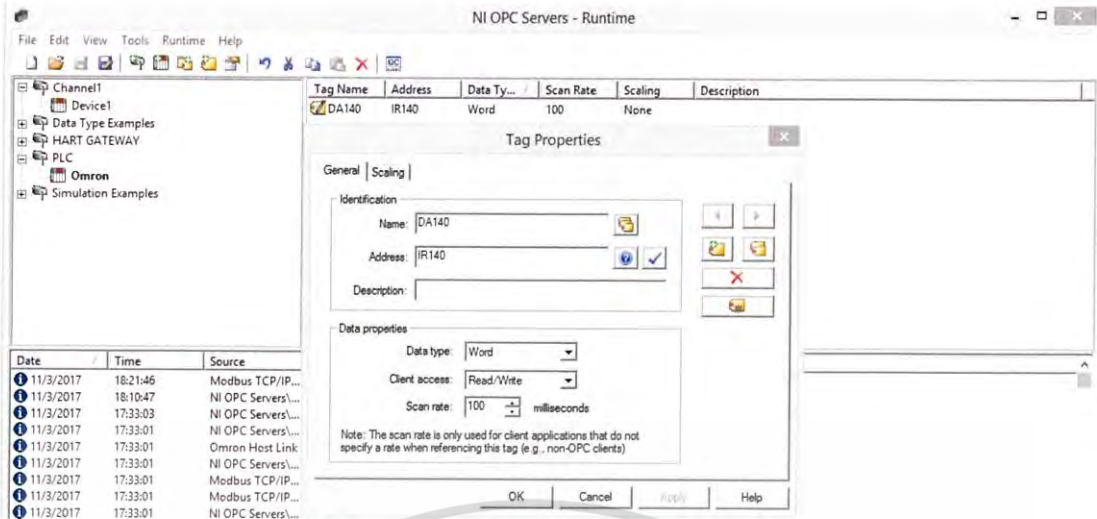 NI OPC Servers - Runtime
File Edit View Tools Runtime Help
Channel1
Device1
Data Type Examples
HART GATEWAY
PLC
Omron
Simulation Examples
Tag Name Address Data Ty... Scan Rate Scaling Description
DA140 IR140 Word 100 None
Tag Properties
General Scaling
Identification
Name: DA140
Address: IR140
Description:
Data properties
Data type: Word
Client access: Read/Write
Scan rate: 100 milliseconds
Note: The scan rate is only used for client applications that do not
specify a rate when referencing this tag (e.g., non-OPC clients)
OK Cancel Apply Help
Date Time Source
11/3/2017 18:21:46 Modbus TCP/IP...
11/3/2017 18:10:47 NI OPC Servers\...
11/3/2017 17:33:03 NI OPC Servers\...
11/3/2017 17:33:01 NI OPC Servers\...
11/3/2017 17:33:01 Omron Host Link
11/3/2017 17:33:01 NI OPC Servers\...
11/3/2017 17:33:01 Modbus TCP/IP...
11/3/2017 17:33:01 Modbus TCP/IP...
11/3/2017 17:33:01 NI OPC Servers\...